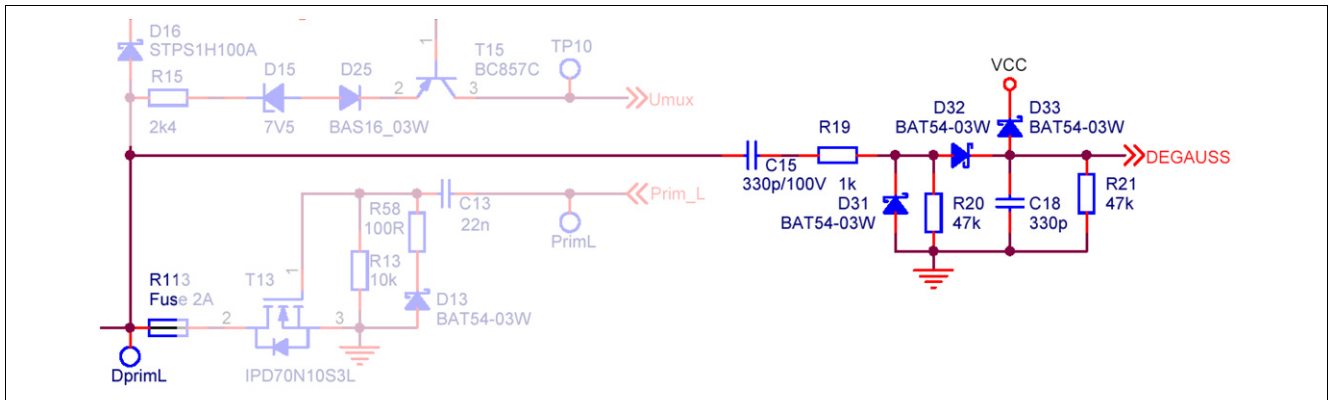 D16
STPS1H100A
R15
2k4
D15
7V5
D25
BAS16_03W
1
T15
BC857C
2
3
TP10
Umux
C15
330p/100V
R19
1k
D31
BAT54-03W
R20
47k
D32
BAT54-03W
VCC
D33
BAT54-03W
C18
330p
R21
47k
DEGAUSS
R58
100R
C13
22n
Prim_L
PrimL
R13
10k
D13
BAT54-03W
R113
Fuse 2A
T13
1
2
3
IPD70N10S3L
DprimL